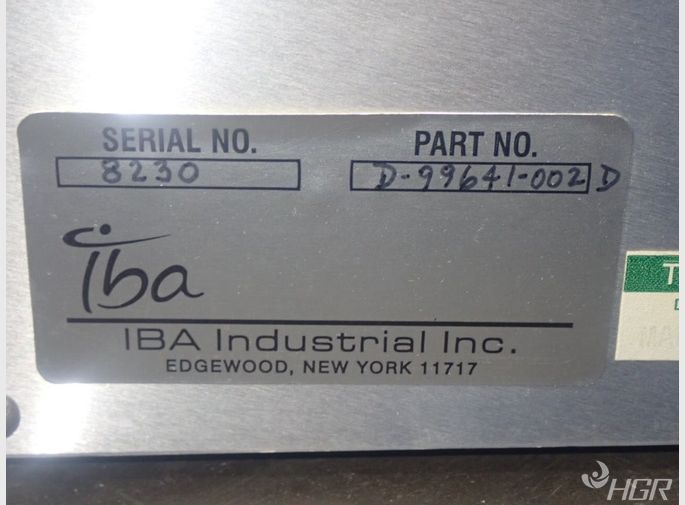 SERIAL NO. PART NO.
8230 D-99641-002 D
iba
IBA Industrial Inc.
EDGEWOOD, NEW YORK 11717
HGR